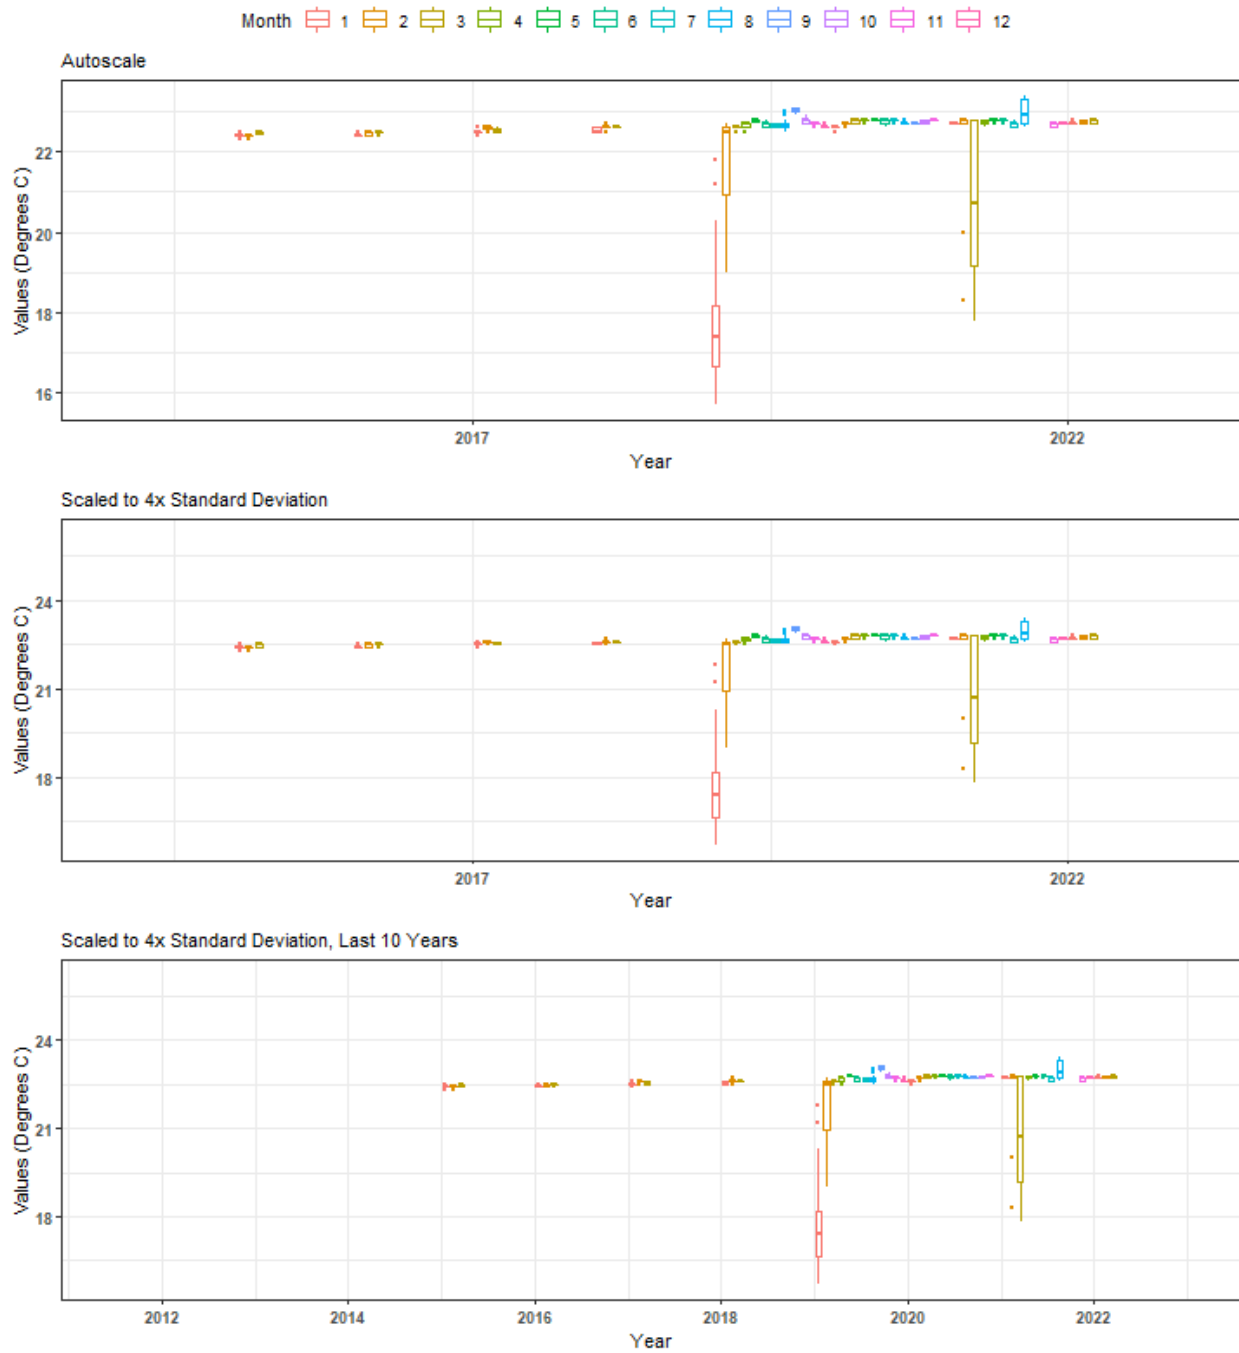 Month 1 2 3 4 5 6 7 8 9 10 11 12
Autoscale
Values (Degrees C)
22
20
18
16
2017 2022
Year
Scaled to 4x Standard Deviation
Values (Degrees C)
24
21
18
2017 2022
Year
Scaled to 4x Standard Deviation, Last 10 Years
Values (Degrees C)
24
21
18
2012 2014 2016 2018 2020 2022
Year